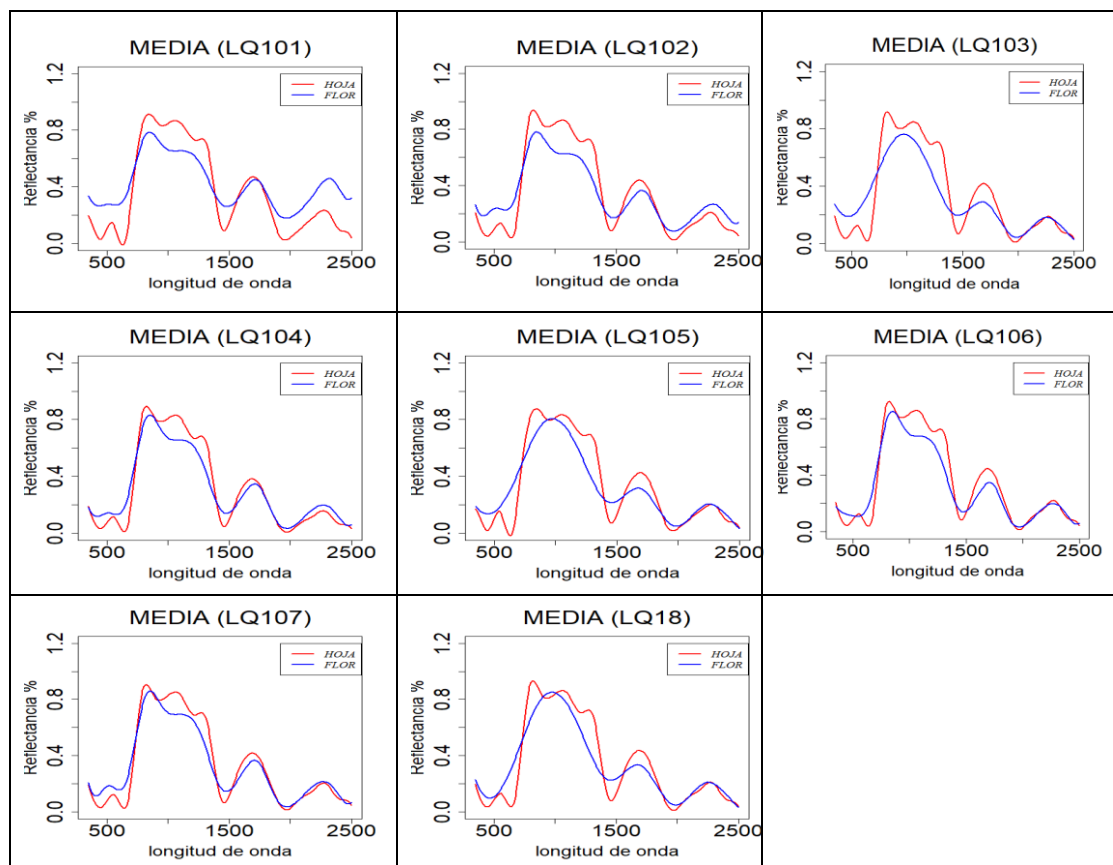 MEDIA (LQ101)
Reflectancia %
1.2
0.8
0.4
0.0
HOJA
FLOR
500 1500 2500
longitud de onda
MEDIA (LQ102)
Reflectancia %
1.2
0.8
0.4
0.0
HOJA
FLOR
500 1500 2500
longitud de onda
MEDIA (LQ103)
Reflectancia %
1.2
0.8
0.4
0.0
HOJA
FLOR
500 1500 2500
longitud de onda
MEDIA (LQ104)
Reflectancia %
1.2
0.8
0.4
0.0
HOJA
FLOR
500 1500 2500
longitud de onda
MEDIA (LQ105)
Reflectancia %
1.2
0.8
0.4
0.0
HOJA
FLOR
500 1500 2500
longitud de onda
MEDIA (LQ106)
Reflectancia %
1.2
0.8
0.4
0.0
HOJA
FLOR
500 1500 2500
longitud de onda
MEDIA (LQ107)
Reflectancia %
1.2
0.8
0.4
0.0
HOJA
FLOR
500 1500 2500
longitud de onda
MEDIA (LQ18)
Reflectancia %
1.2
0.8
0.4
0.0
HOJA
FLOR
500 1500 2500
longitud de onda